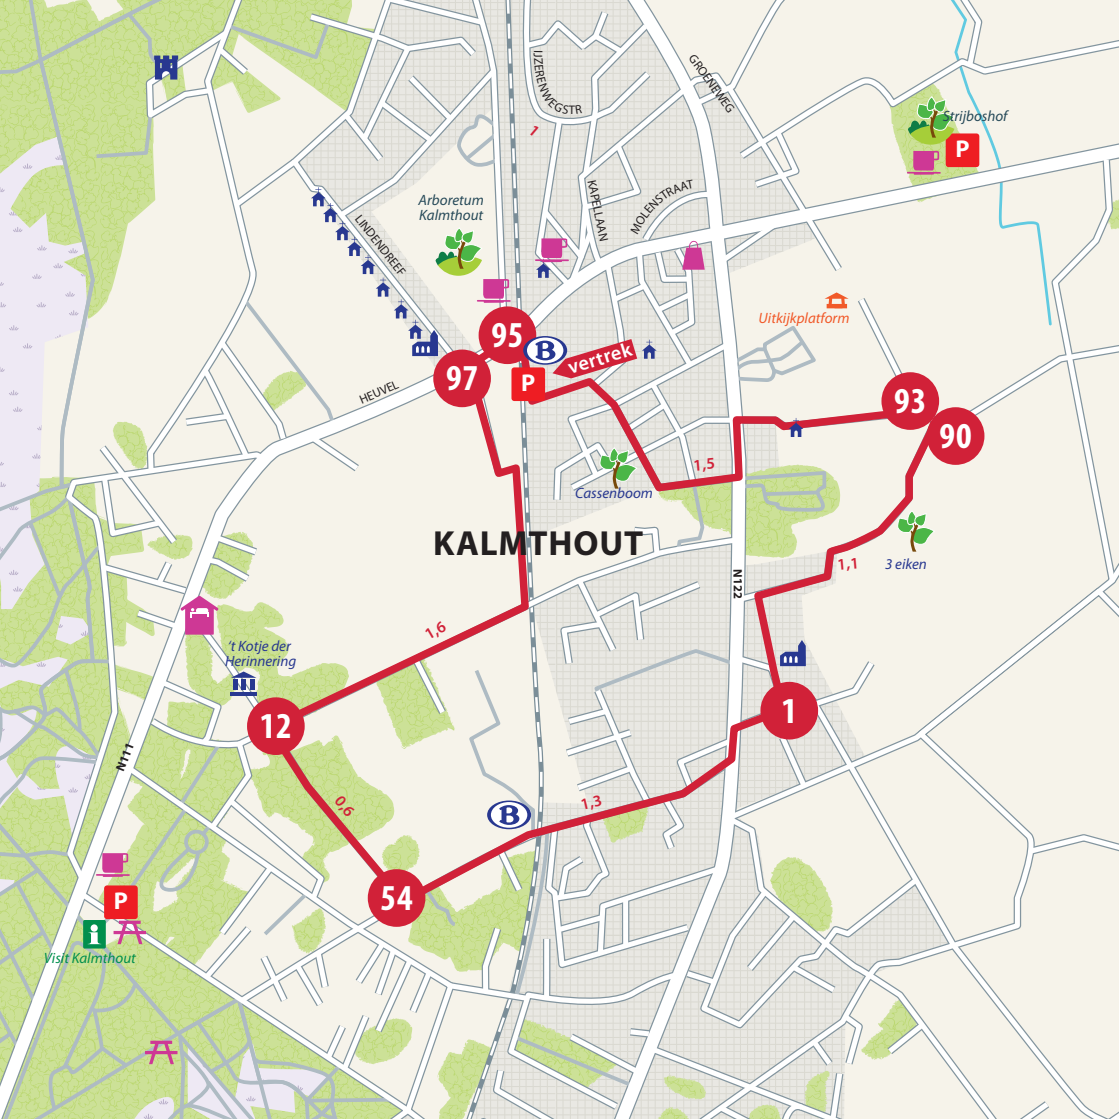 IJZERENWEGSTR
GROENEWEG
1
Strijboshof
P
KAPELLAAN
MOLENSTRAAT
Arboretum
Kalmthout
LINDENDREEF
Uitkijkplatform
95
B
vertrek
97
P
HEUVEL
93
90
1,5
Cassenboom
KALMTHOUT
3 eiken
1,1
N122
1,6
't Kotje der
Herinnering
12
1
N111
0,6
B
1,3
54
P
i
Visit Kalmthout